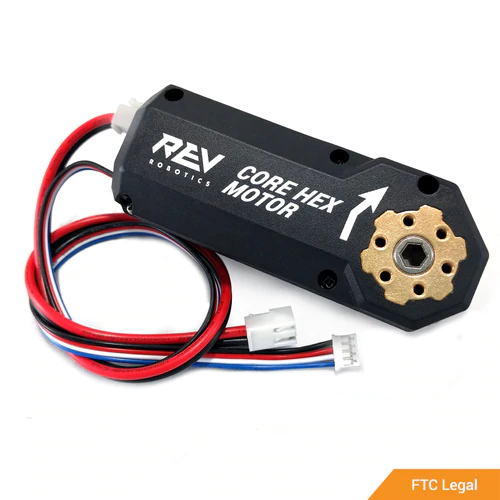 REV
ROBOTICS
CORE HEX
MOTOR
FTC Legal